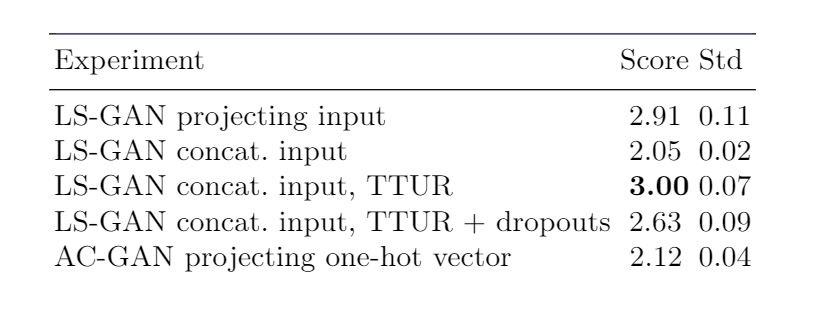 Experiment Score Std
LS-GAN projecting input 2.91 0.11
LS-GAN concat. input 2.05 0.02
LS-GAN concat. input, TTUR 3.00 0.07
LS-GAN concat. input, TTUR + dropouts 2.63 0.09
AC-GAN projecting one-hot vector 2.12 0.04